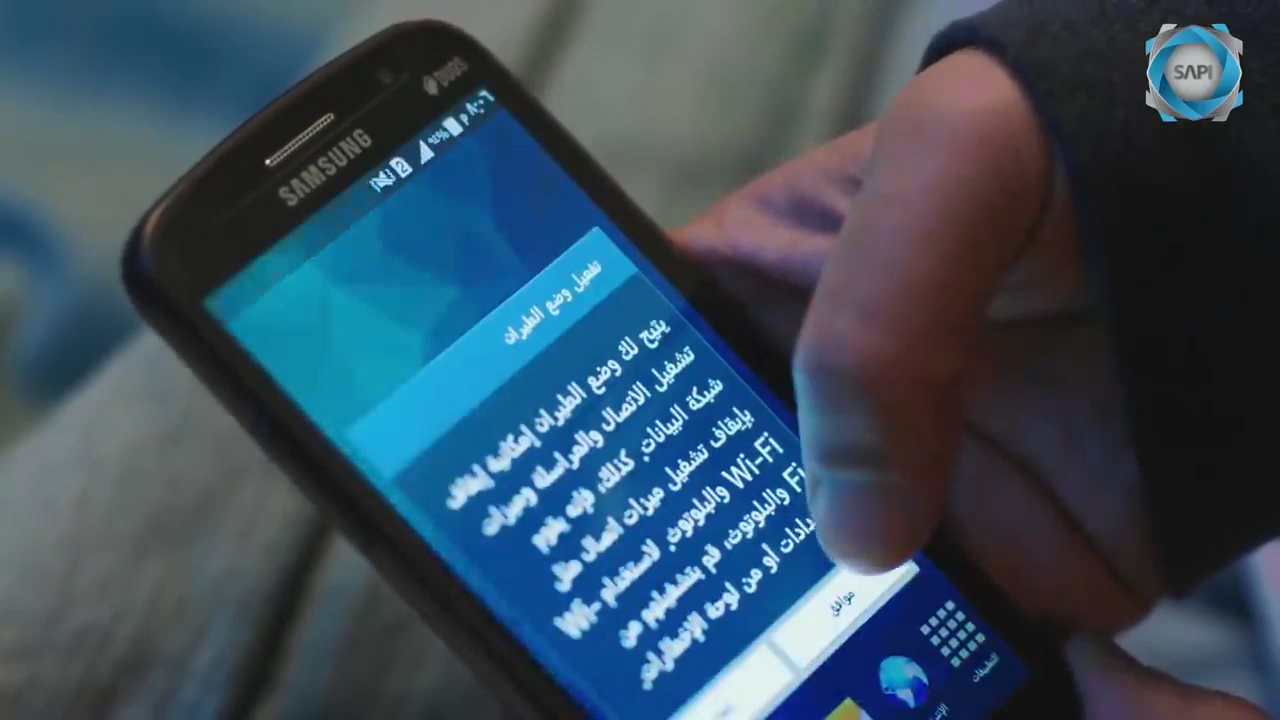 SAPI
DUOS
SAMSUNG
2
تفعيل وضع الطيران
يتيح لك وضع الطيران إمكانية إيقاف
تشغيل الاتصال والمراسلة وميزات
شبكة البيانات. كذلك، فإنه يقوم
بإيقاف تشغيل ميزات اتصال مثل
Wi-Fi والبلوتوث. لاستخدام Wi-
Fi والبلوتوث، قم بتشغيلهم من
أو من لوحة الإخطارات.
موافق
التطبيقات